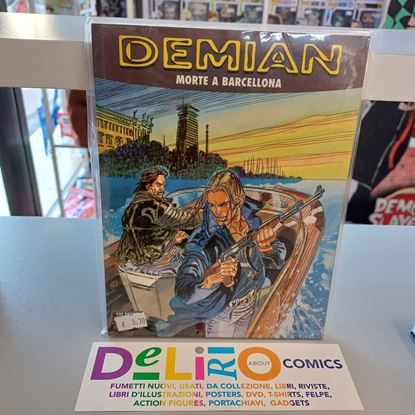 DEMIAN
MORTE A BARCELLONA
€ 3,70
DELIRIO ABOUT COMICS
FUMETTI NUOVI, USATI, DA COLLEZIONE, LIBRI, RIVISTE,
LIBRI D'ILLUSTRAZIONI, POSTERS, DVD, T-SHIRTS, FELPE,
ACTION FIGURES, PORTACHIAVI, GADGETS